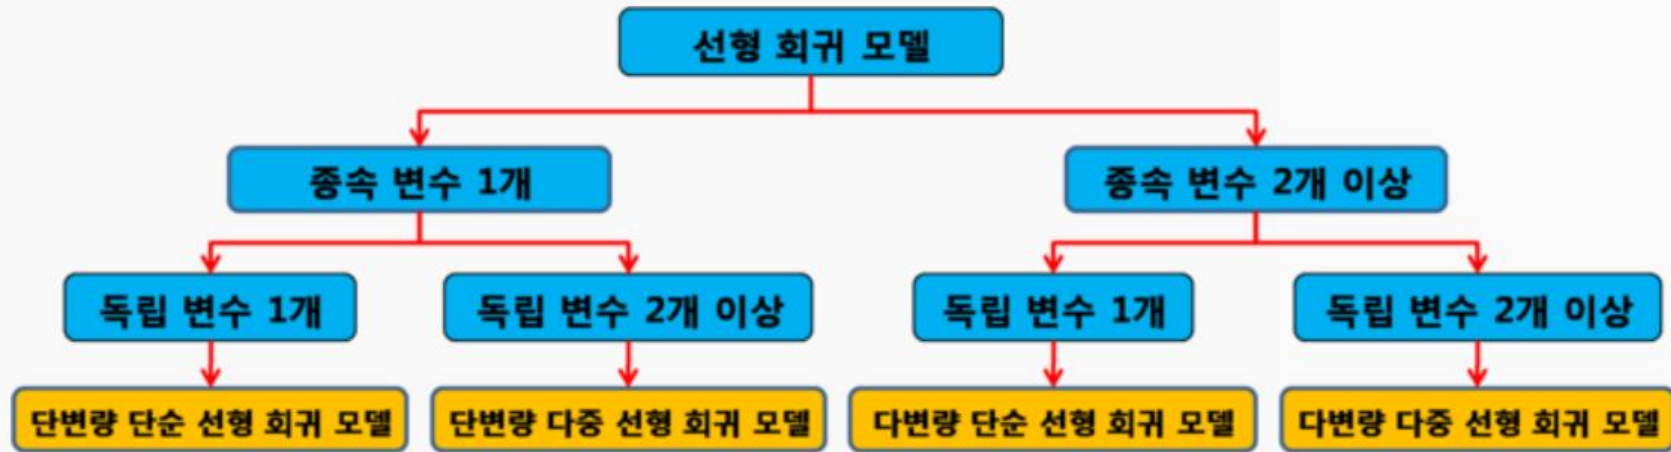 선형 회귀 모델
종속 변수 1개
종속 변수 2개 이상
독립 변수 1개
독립 변수 2개 이상
독립 변수 1개
독립 변수 2개 이상
단변량 단순 선형 회귀 모델
단변량 다중 선형 회귀 모델
다변량 단순 선형 회귀 모델
다변량 다중 선형 회귀 모델